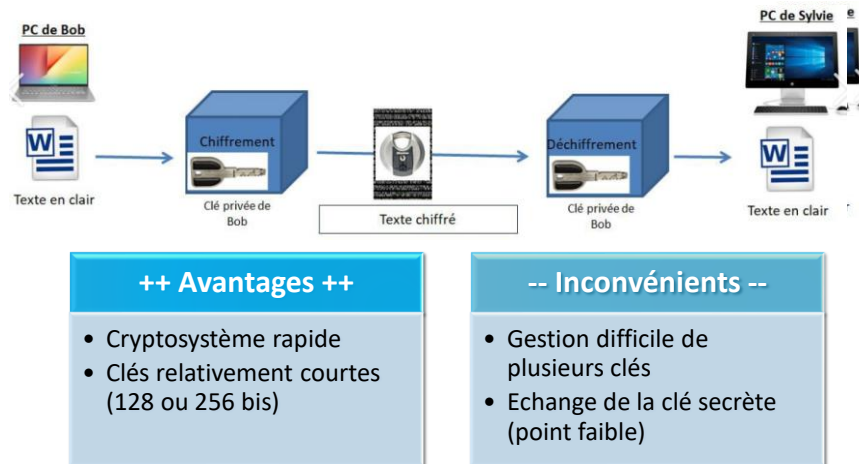 PC de Bob
PC de Sylvie
e
W
Texte en clair
Chiffrement
Clé privée de
Bob
Texte chiffré
Déchiffrement
Clé privée de
Bob
W
Texte en clair
++ Avantages ++
• Cryptosystème rapide
• Clés relativement courtes
(128 ou 256 bis)
-- Inconvénients --
• Gestion difficile de
plusieurs clés
• Echange de la clé secrète
(point faible)